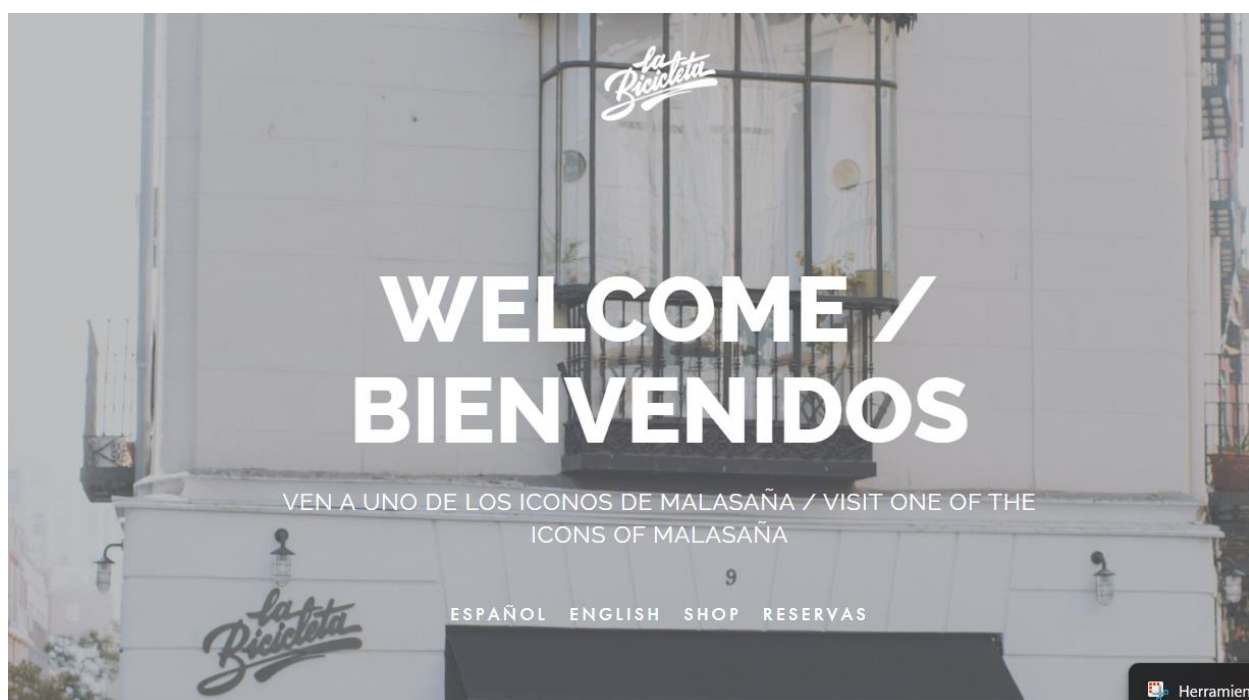 la
Bicicleta
WELCOME /
BIENVENIDOS
VEN A UNO DE LOS ICONOS DE MALASAÑA / VISIT ONE OF THE
ICONS OF MALASAÑA
9
ESPAÑOL ENGLISH SHOP RESERVAS
la
Bicicleta
Herramien